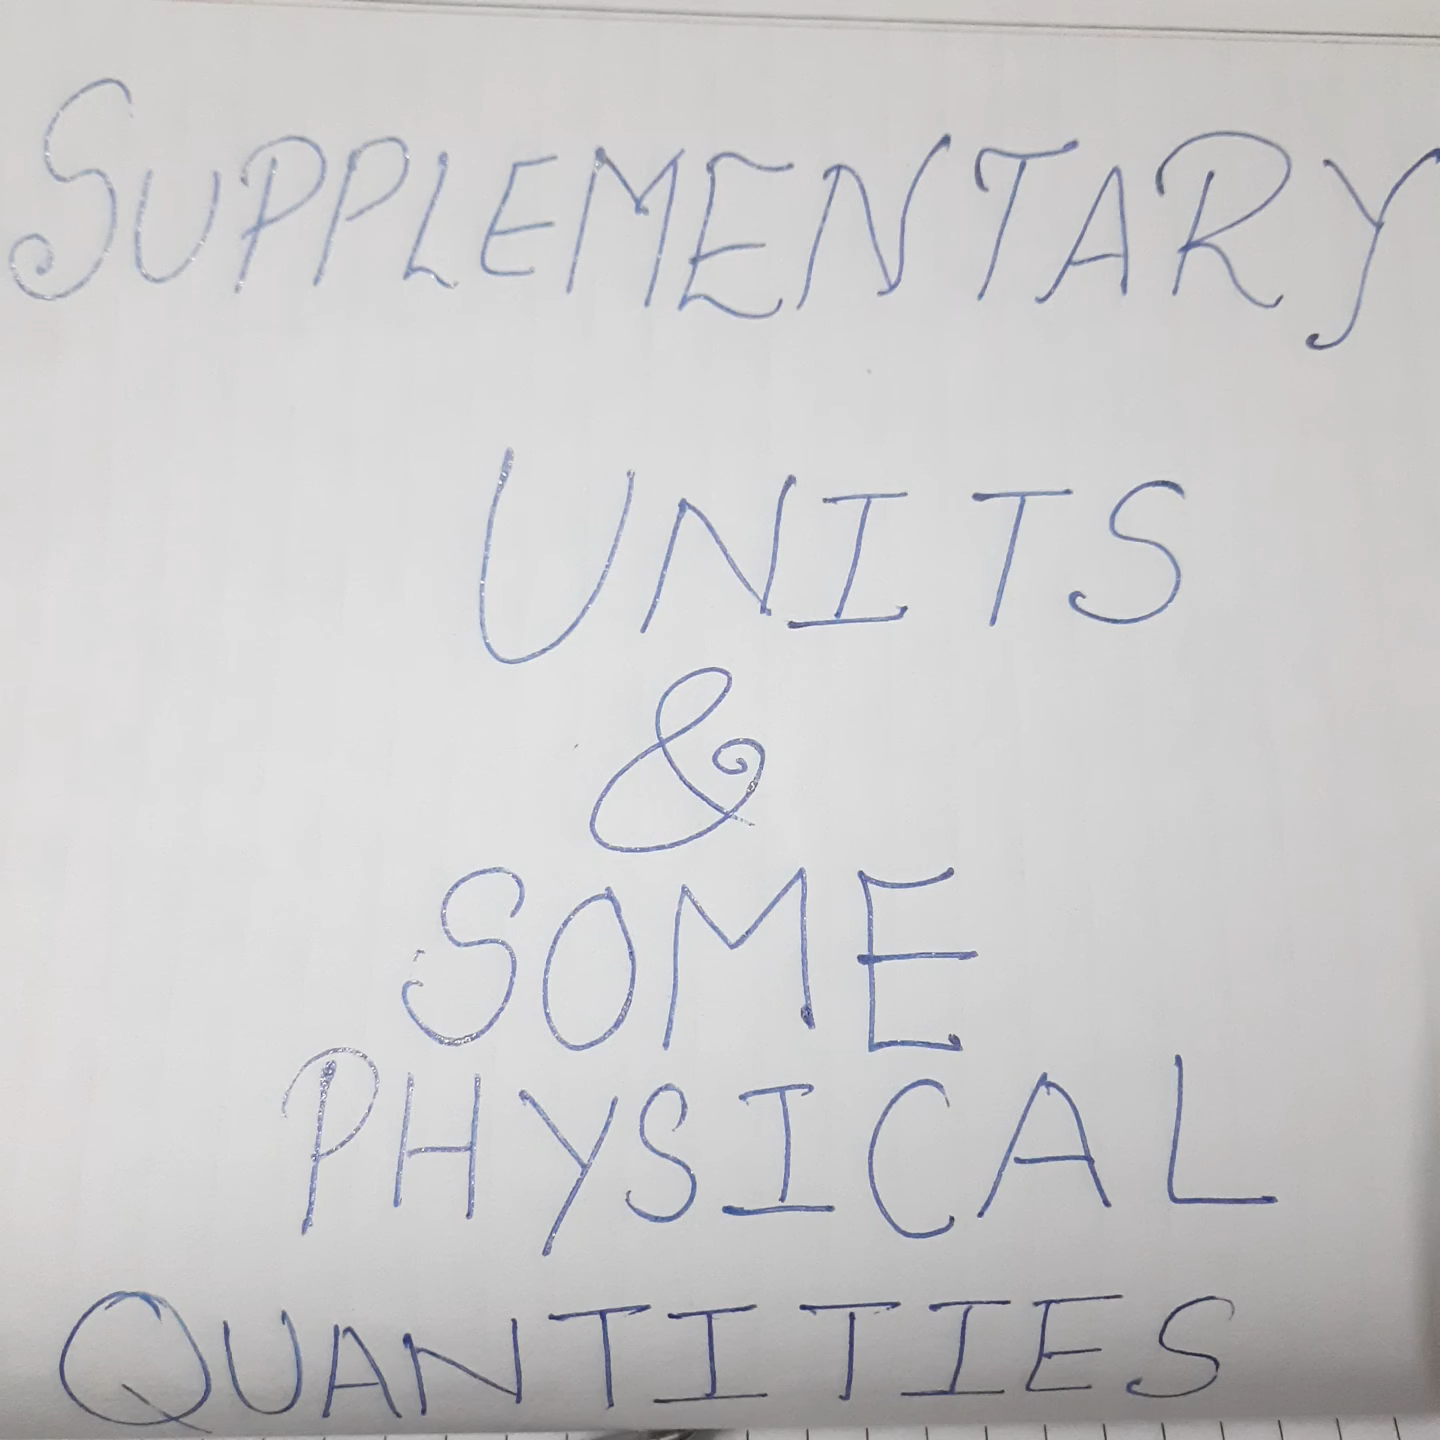 SUPPLEMENTARY
UNITS
&
SOME
PHYSICAL
QUANTITIES